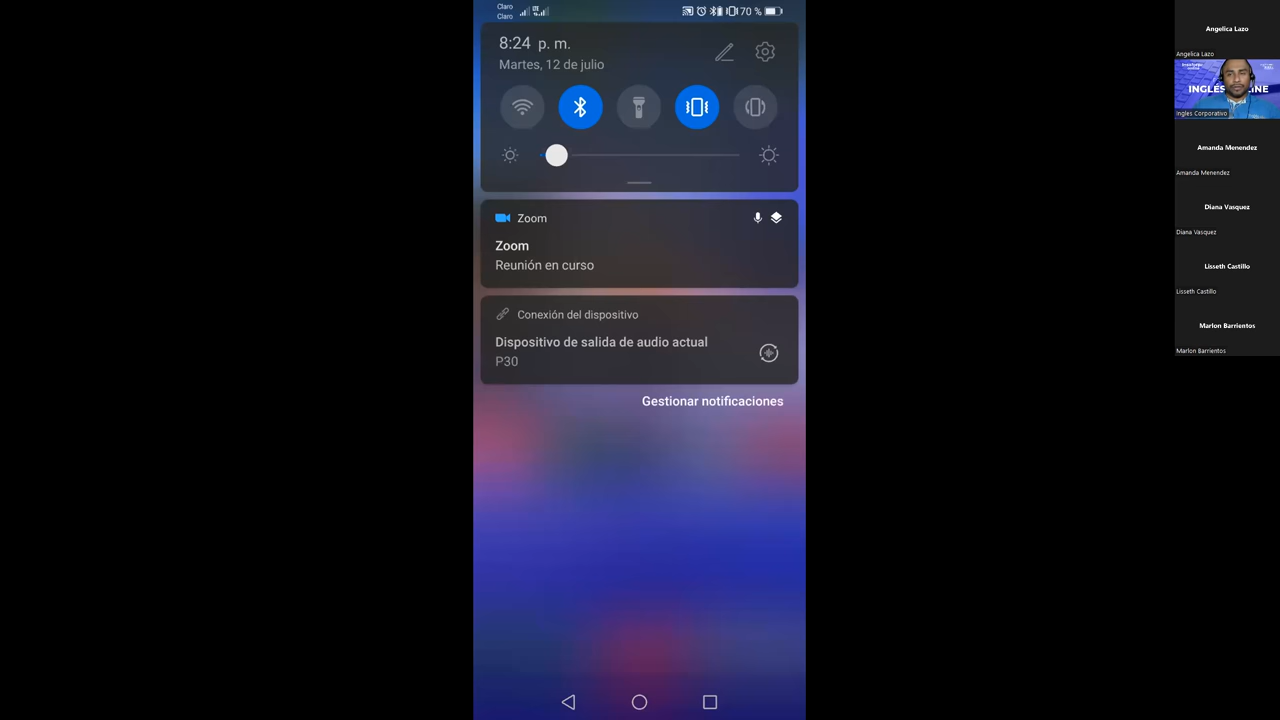 Claro
Claro
70 %
8:24 p. m.
Martes, 12 de julio
Zoom
Zoom
Reunión en curso
Conexión del dispositivo
Dispositivo de salida de audio actual
P30
Gestionar notificaciones
Angelica Lazo
Angelica Lazo
INGLÉS
LINE
Ingles Corporativo
Amanda Menendez
Amanda Menendez
Diana Vasquez
Diana Vasquez
Lisseth Castillo
Lisseth Castillo
Marlon Barrientos
Marlon Barrientos